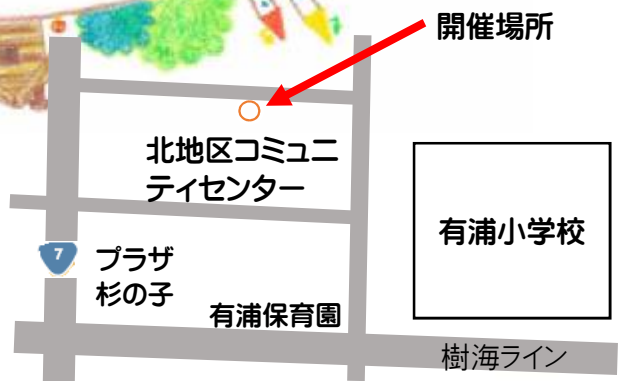 開催場所
北地区コミュニ
ティセンター
有浦小学校
7
プラザ
杉の子
有浦保育園
樹海ライン